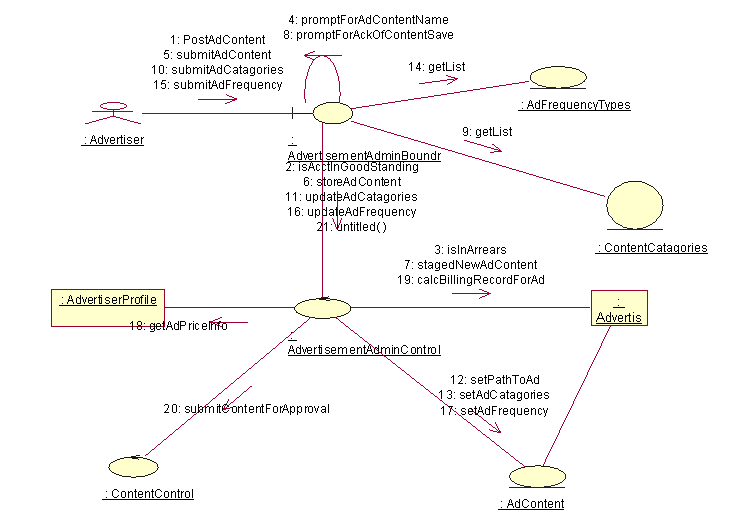 4: promptForAdContentName
8: promptForAckOfContentSave
1: PostAdContent
5: submitAdContent
10: submitAdCatagories
15: submitAdFrequency
14: getList
: AdFrequencyTypes
: Advertiser
9: getList
:
AdvertisementAdminBoundr
2: isAcctInGoodStanding
6: storeAdContent
11: updateAdCatagories
16: updateAdFrequency
21: untitled( )
: ContentCatagories
3: isInArrears
7: stagedNewAdContent
19: calcBillingRecordForAd
: AdvertiserProfile
:
Advertis
18: getAdPriceInfo
:
AdvertisementAdminControl
12: setPathToAd
13: setAdCatagories
17: setAdFrequency
20: submitContentForApproval
: ContentControl
: AdContent